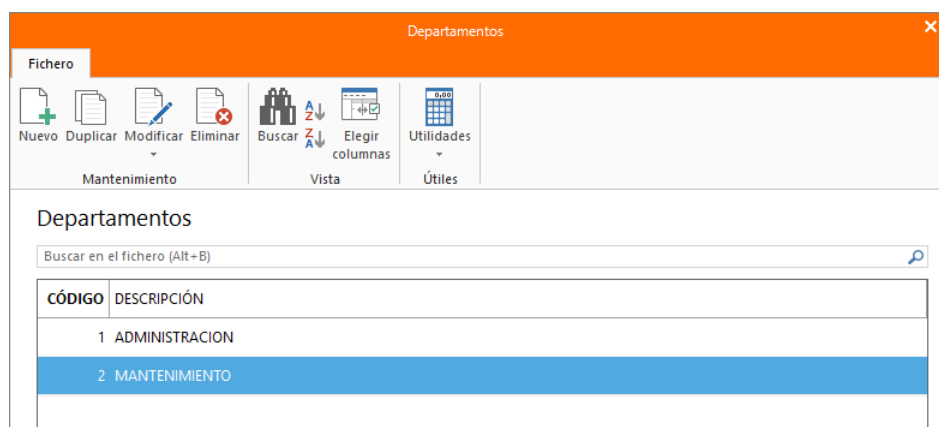 Departamentos
Fichero
Nuevo Duplicar Modificar Eliminar Buscar Elegir columnas Utilidades
Mantenimiento Vista Útiles
Departamentos
Buscar en el fichero (Alt+B)
CÓDIGO DESCRIPCIÓN
1 ADMINISTRACION
2 MANTENIMIENTO